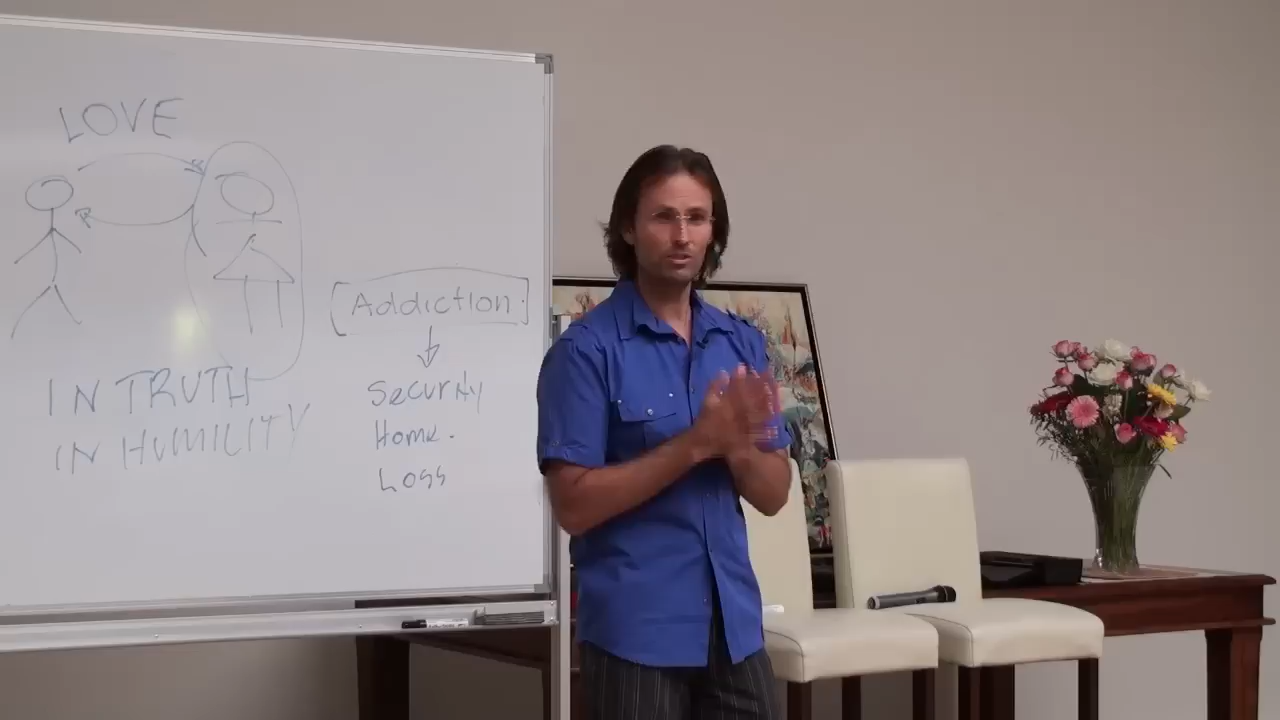 LOVE
IN TRUTH
IN HUMILITY
Addiction.
Security
Home.
Loss